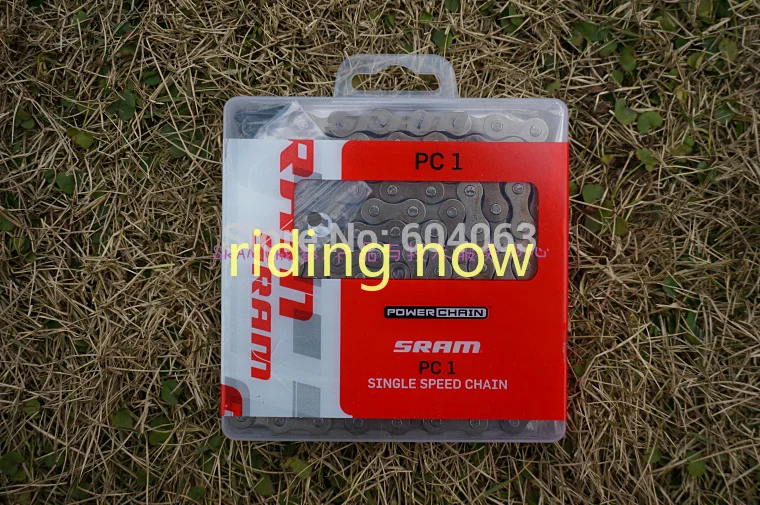 PC 1
Store No: 604063
riding now
SRAM
SRAM
POWERCHAIN
SRAM
PC 1
SINGLE SPEED CHAIN